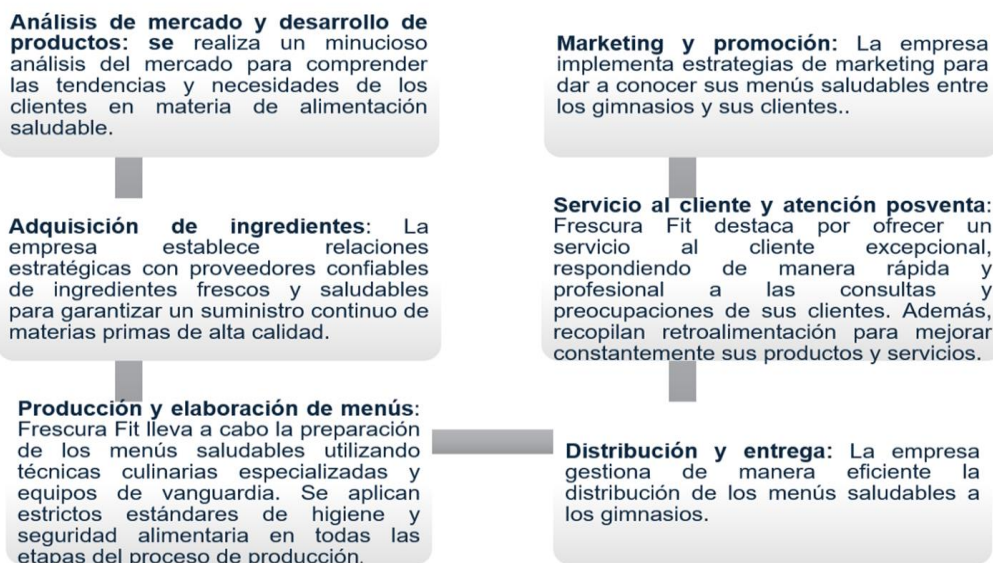 Análisis de mercado y desarrollo de
productos: se realiza un minucioso
análisis del mercado para comprender
las tendencias y necesidades de los
clientes en materia de alimentación
saludable.
Adquisición de ingredientes: La
empresa establece relaciones
estratégicas con proveedores confiables
de ingredientes frescos y saludables
para garantizar un suministro continuo de
materias primas de alta calidad.
Producción y elaboración de menús:
Frescura Fit lleva a cabo la preparación
de los menús saludables utilizando
técnicas culinarias especializadas y
equipos de vanguardia. Se aplican
estrictos estándares de higiene y
seguridad alimentaria en todas las
etapas del proceso de producción.
Distribución y entrega: La empresa
gestiona de manera eficiente la
distribución de los menús saludables a
los gimnasios.
Servicio al cliente y atención posventa:
Frescura Fit destaca por ofrecer un
servicio al cliente excepcional,
respondiendo de manera rápida y
profesional a las consultas y
preocupaciones de sus clientes. Además,
recopilan retroalimentación para mejorar
constantemente sus productos y servicios.
Marketing y promoción: La empresa
implementa estrategias de marketing para
dar a conocer sus menús saludables entre
los gimnasios y sus clientes..